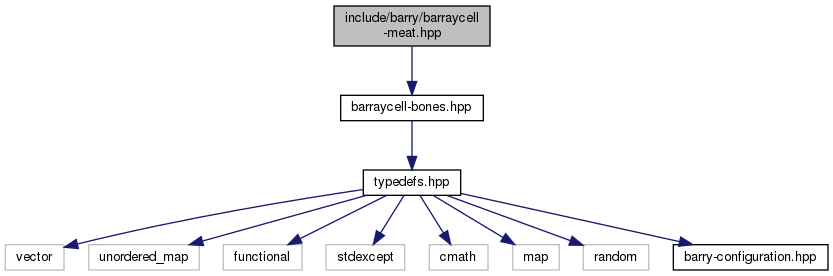 include/barry/barraycell
-meat.hpp
barraycell-bones.hpp
typedefs.hpp
vector
unordered_map
functional
stdexcept
cmath
map
random
barry-configuration.hpp